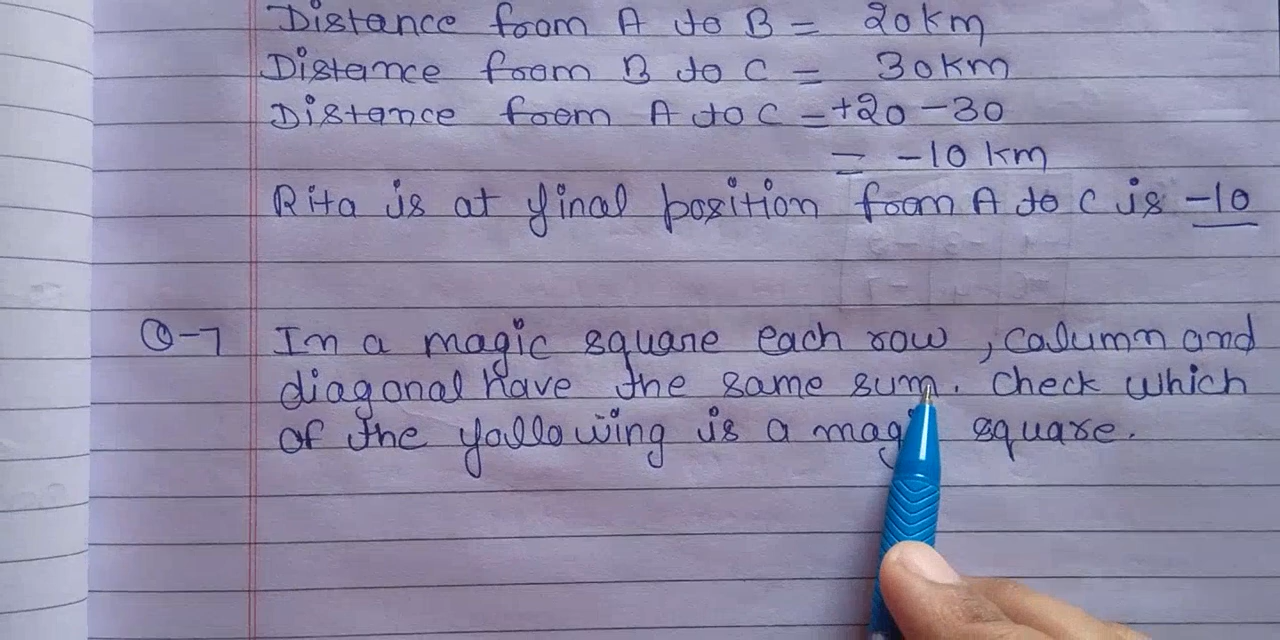 Distance from A to B = 20km
Distance from B to C = 30km
Distance from A to C = +20 -30
= -10 km
Rita is at final position from A to C is -10
Q-7 In a magic square each row, calumn and
diagonal have the same sum. Check which
of the following is a magic square.